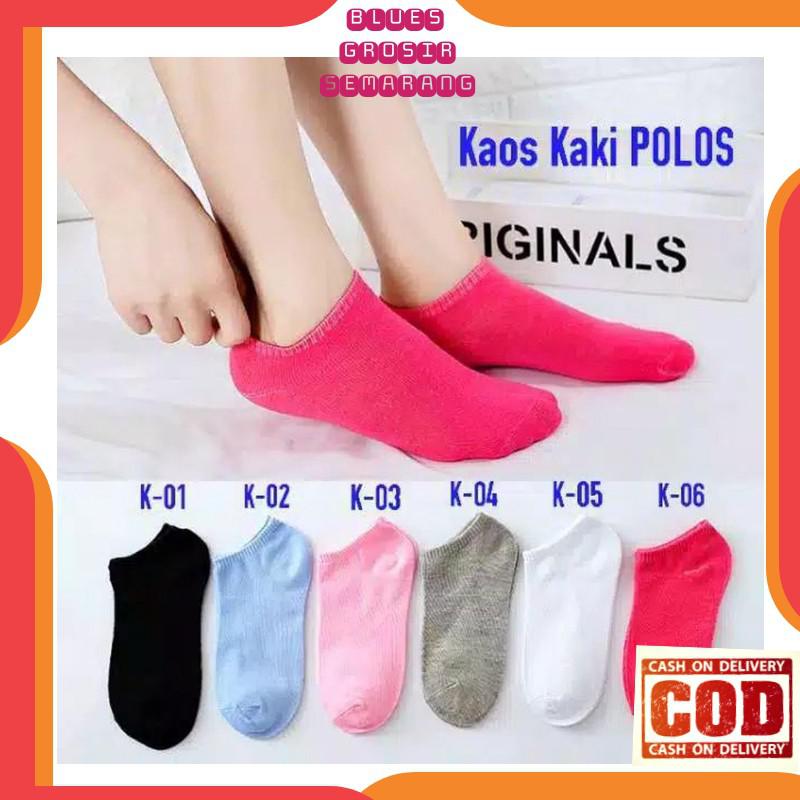 BLUES
GROSIR
SEMARANG
Kaos Kaki POLOS
RIGINALS
K-01
K-02
K-03
K-04
K-05
K-06
CASH ON DELIVERY
COD
CASH ON DELIVERY